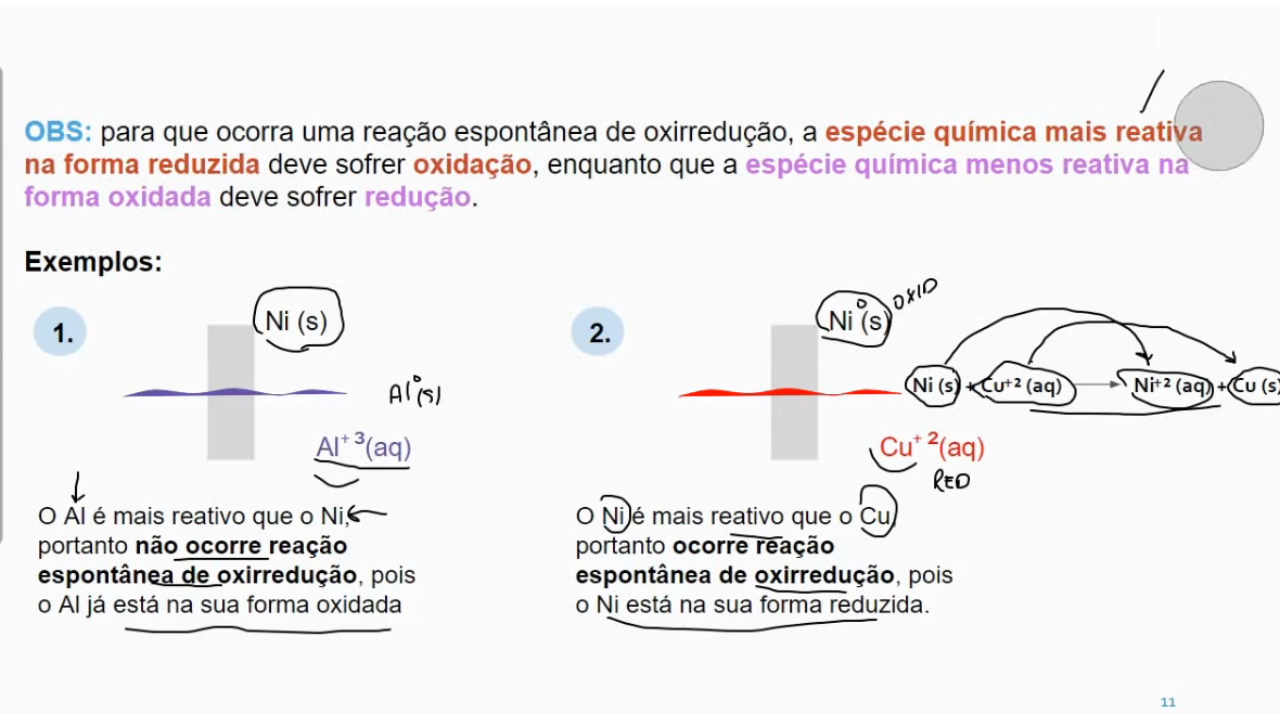 OBS: para que ocorra uma reação espontânea de oxirredução, a espécie química mais reativa
na forma reduzida deve sofrer oxidação, enquanto que a espécie química menos reativa na
forma oxidada deve sofrer redução.
Exemplos:
1.
Ni (s)
Al⁰(s)
Al⁺³(aq)
O Al é mais reativo que o Ni,
portanto não ocorre reação
espontânea de oxirredução, pois
o Al já está na sua forma oxidada
2.
Ni⁰(s) OXID
Ni (s) + Cu⁺² (aq) → Ni⁺² (aq) + Cu (s)
Cu⁺²(aq)
RED
O Ni é mais reativo que o Cu,
portanto ocorre reação
espontânea de oxirredução, pois
o Ni está na sua forma reduzida.
11